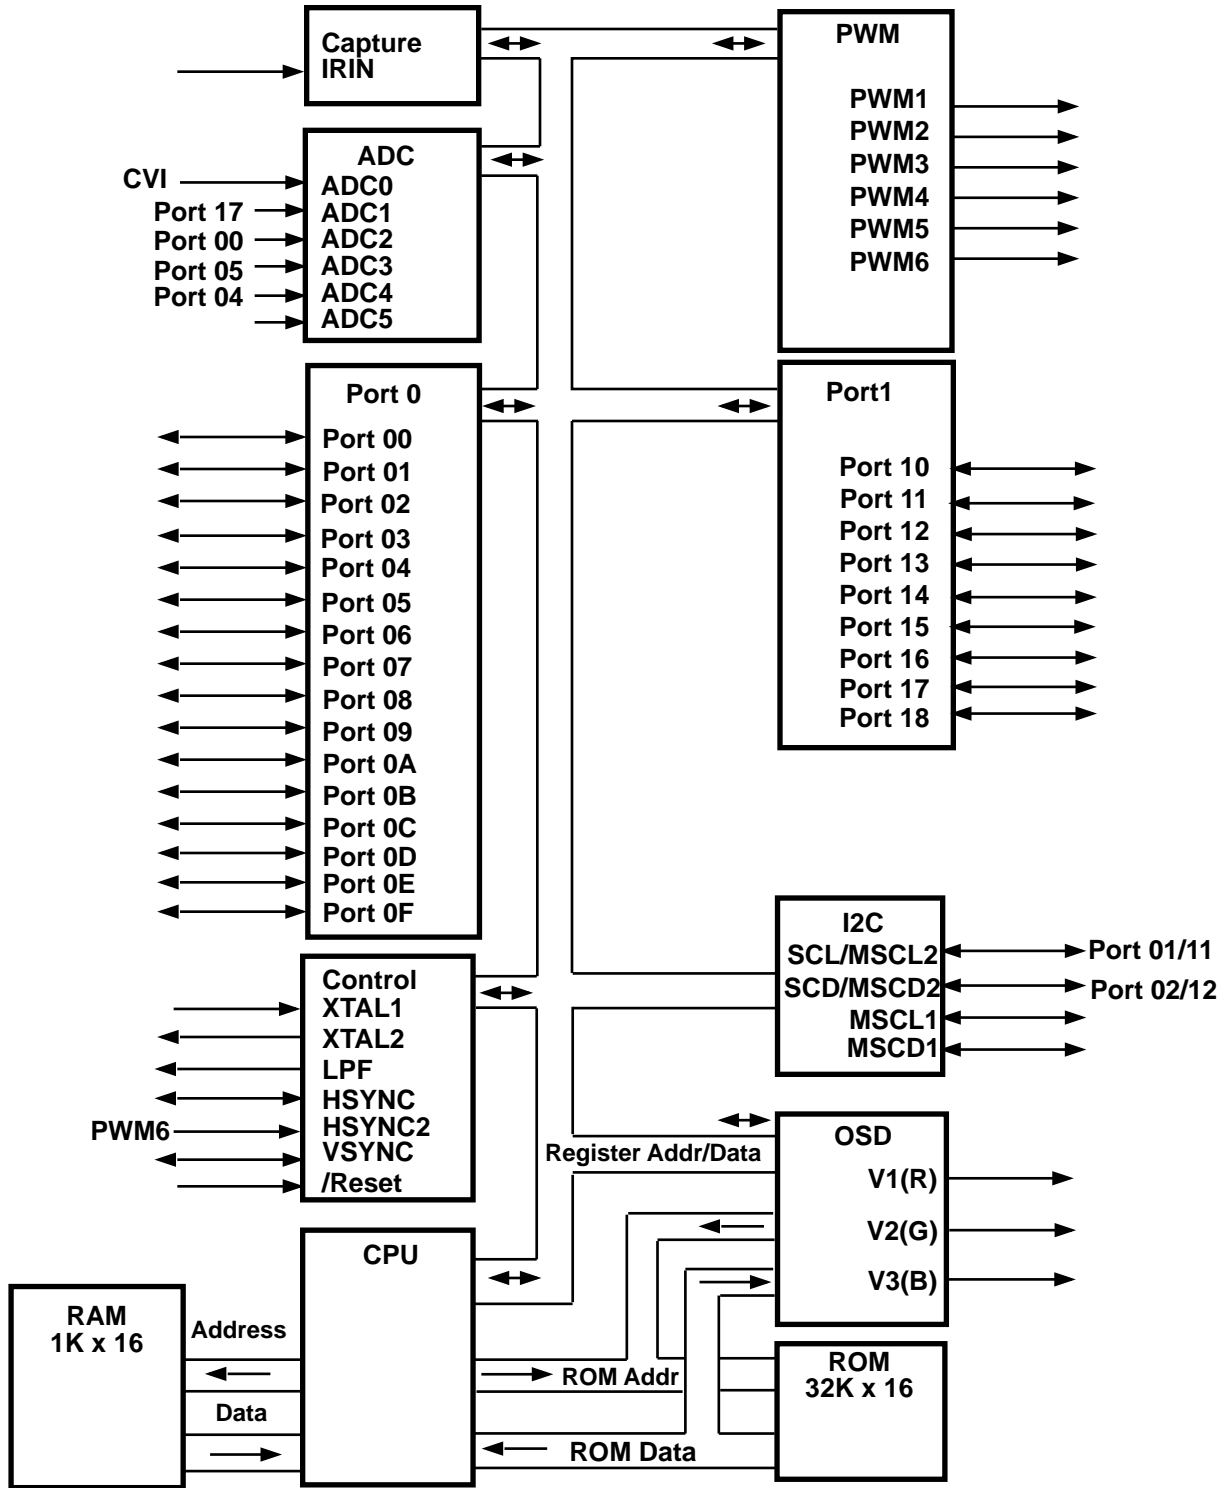 Capture
IRIN
PWM
PWM1
PWM2
PWM3
PWM4
PWM5
PWM6
ADC
CVI
ADC0
Port 17
ADC1
Port 00
ADC2
Port 05
ADC3
Port 04
ADC4
ADC5
Port 0
Port 00
Port 01
Port 02
Port 03
Port 04
Port 05
Port 06
Port 07
Port 08
Port 09
Port 0A
Port 0B
Port 0C
Port 0D
Port 0E
Port 0F
Port1
Port 10
Port 11
Port 12
Port 13
Port 14
Port 15
Port 16
Port 17
Port 18
I2C
SCL/MSCL2
Port 01/11
SCD/MSCD2
Port 02/12
MSCL1
MSCD1
Control
XTAL1
XTAL2
LPF
HSYNC
PWM6
HSYNC2
VSYNC
/Reset
OSD
Register Addr/Data
V1(R)
V2(G)
V3(B)
CPU
RAM
1K x 16
Address
Data
ROM Addr
ROM Data
ROM
32K x 16